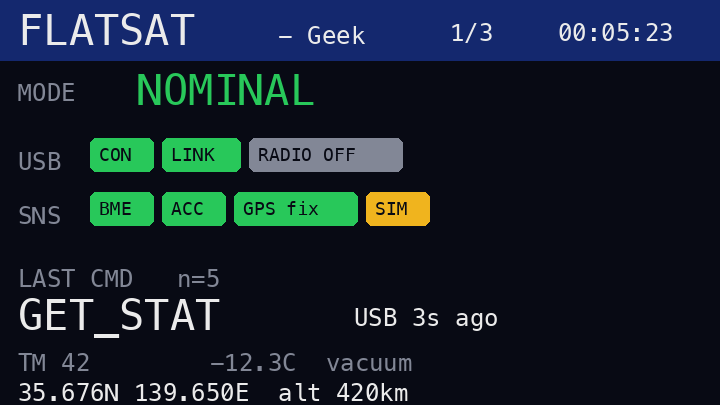 FLATSAT – Geek 1/3 00:05:23
MODE NOMINAL
USB CON LINK RADIO OFF
SNS BME ACC GPS fix SIM
LAST CMD n=5
GET_STAT USB 3s ago
TM 42 −12.3C vacuum
35.676N 139.650E alt 420km